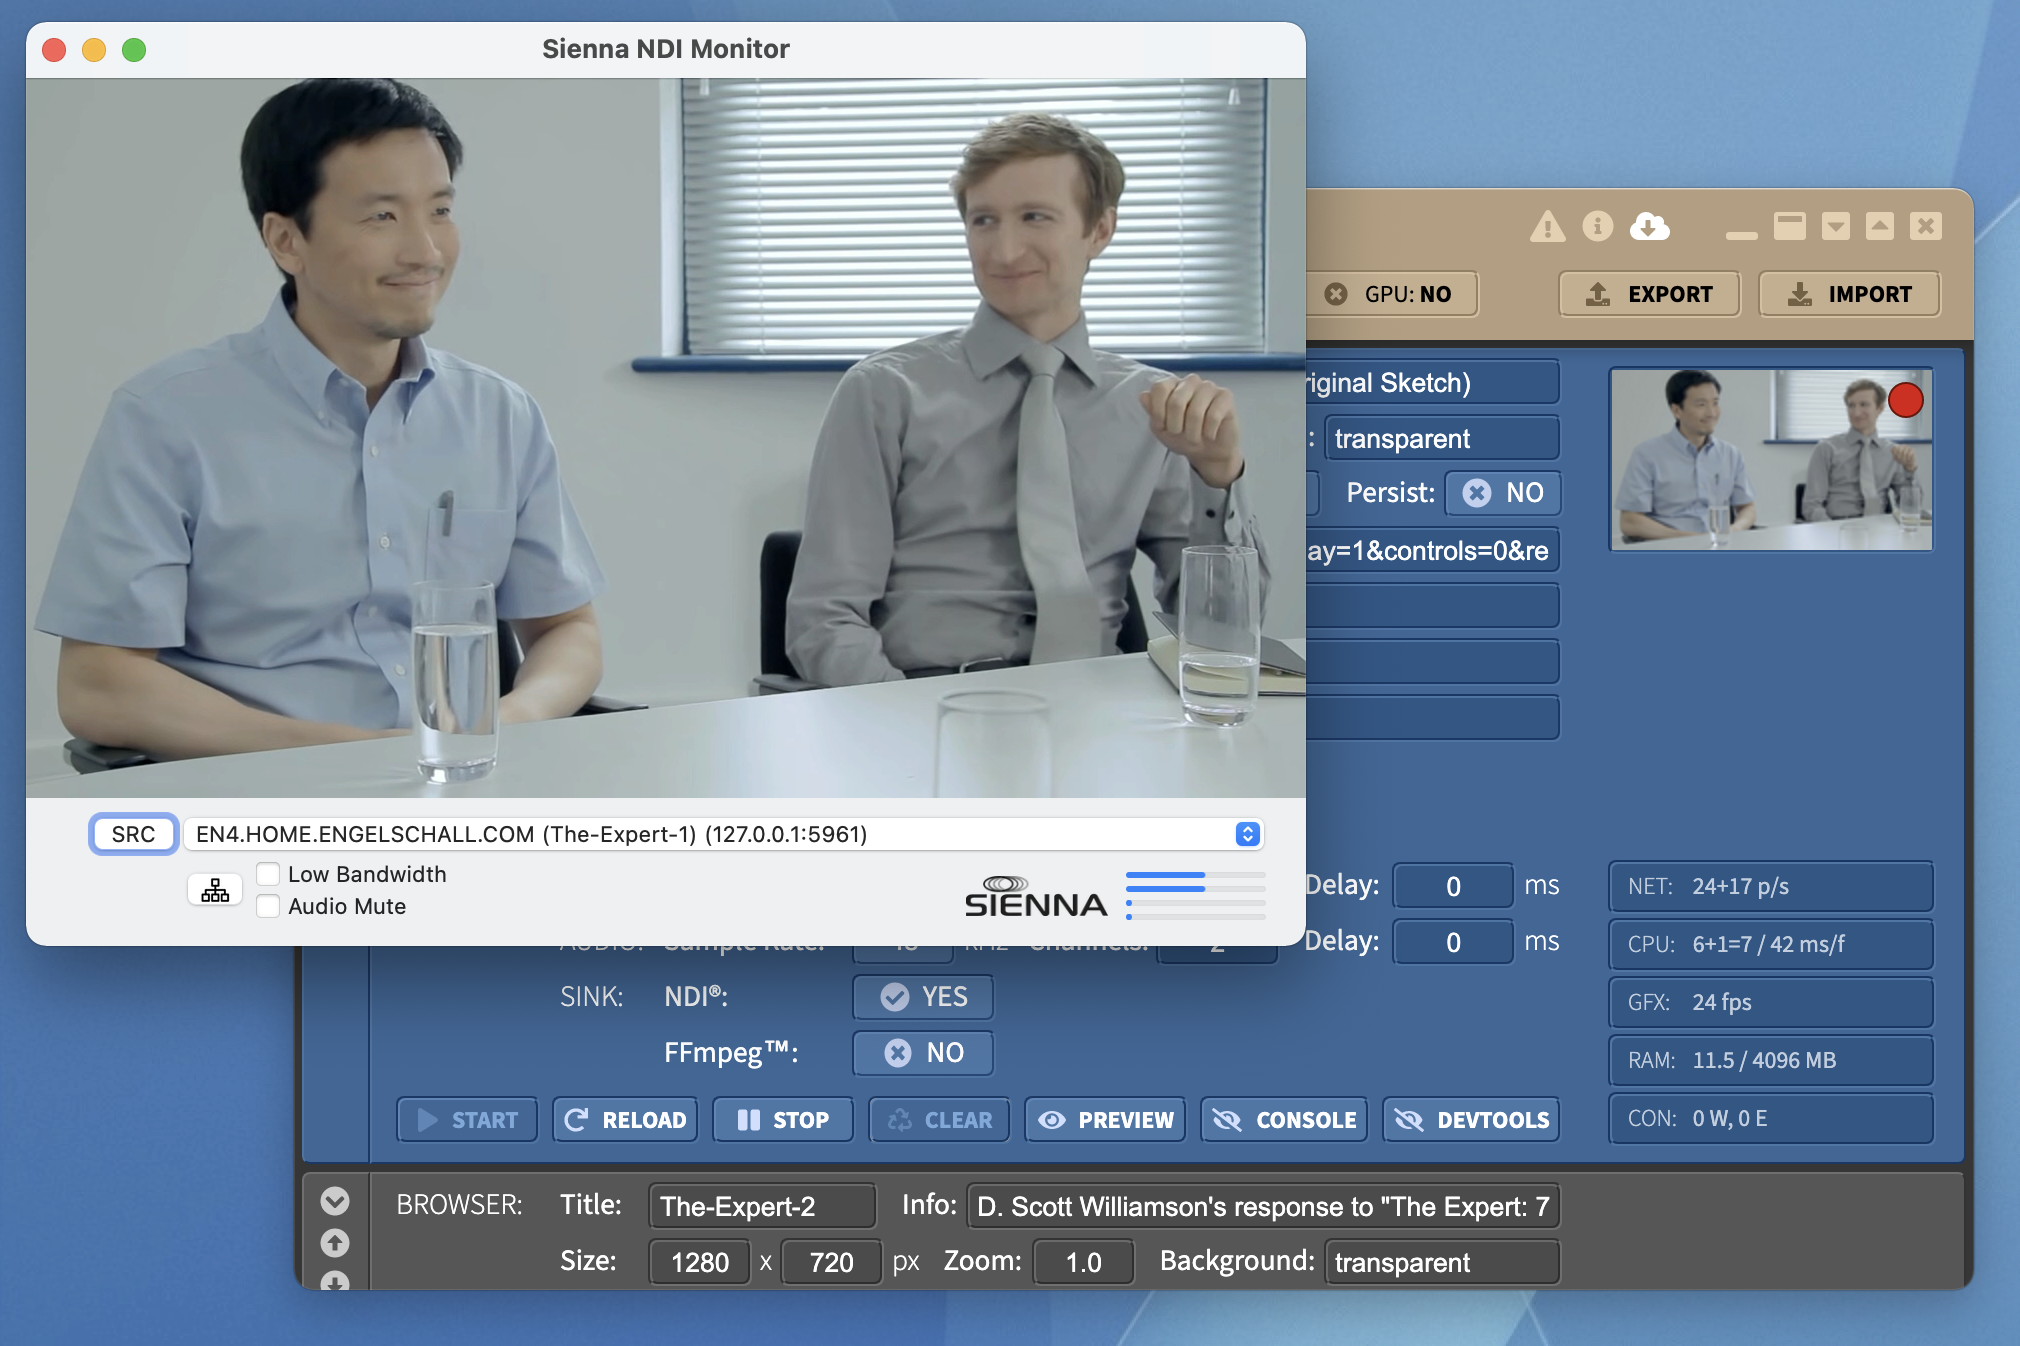 Sienna NDI Monitor
GPU: NO
EXPORT
IMPORT
riginal Sketch)
: transparent
Persist: NO
ay=1&controls=0&re
SRC EN4.HOME.ENGELSCHALL.COM (The-Expert-1) (127.0.0.1:5961)
Low Bandwidth
Audio Mute
SIENNA
Delay: 0 ms
NET: 24+17 p/s
AUDIO: Sample Rate: 48 kHz Channels: 2 Delay: 0 ms
CPU: 6+1=7 / 42 ms/f
SINK: NDI®: YES
GFX: 24 fps
FFmpeg™: NO
RAM: 11.5 / 4096 MB
START RELOAD STOP CLEAR PREVIEW CONSOLE DEVTOOLS
CON: 0 W, 0 E
BROWSER: Title: The-Expert-2 Info: D. Scott Williamson's response to "The Expert: 7
Size: 1280 x 720 px Zoom: 1.0 Background: transparent